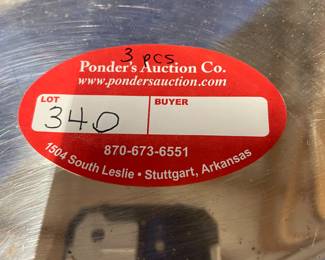 3 pcs.
Ponder's Auction Co.
www.pondersauction.com
LOT
BUYER
340
870-673-6551
1504 South Leslie • Stuttgart, Arkansas